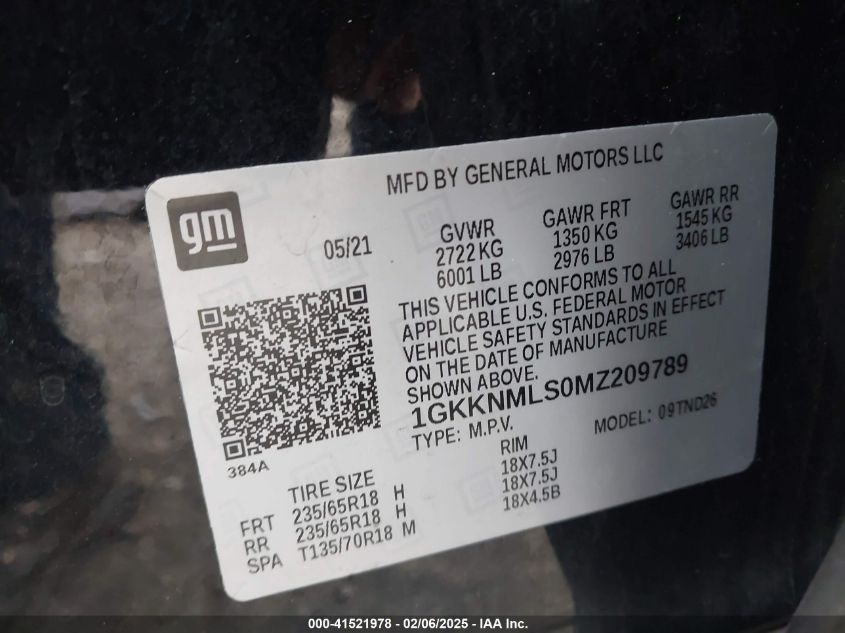 MFD BY GENERAL MOTORS LLC
gm
05/21
GVWR GAWR FRT GAWR RR
2722 KG 1350 KG 1545 KG
6001 LB 2976 LB 3406 LB
THIS VEHICLE CONFORMS TO ALL
APPLICABLE U.S. FEDERAL MOTOR
VEHICLE SAFETY STANDARDS IN EFFECT
ON THE DATE OF MANUFACTURE
SHOWN ABOVE.
1GKKNMLS0MZ209789
TYPE: M.P.V. MODEL: 09TND26
384A
TIRE SIZE RIM
FRT 235/65R18 H 18X7.5J
RR 235/65R18 H 18X7.5J
SPA T135/70R18 M 18X4.5B
000-41521978 - 02/06/2025 - IAA Inc.